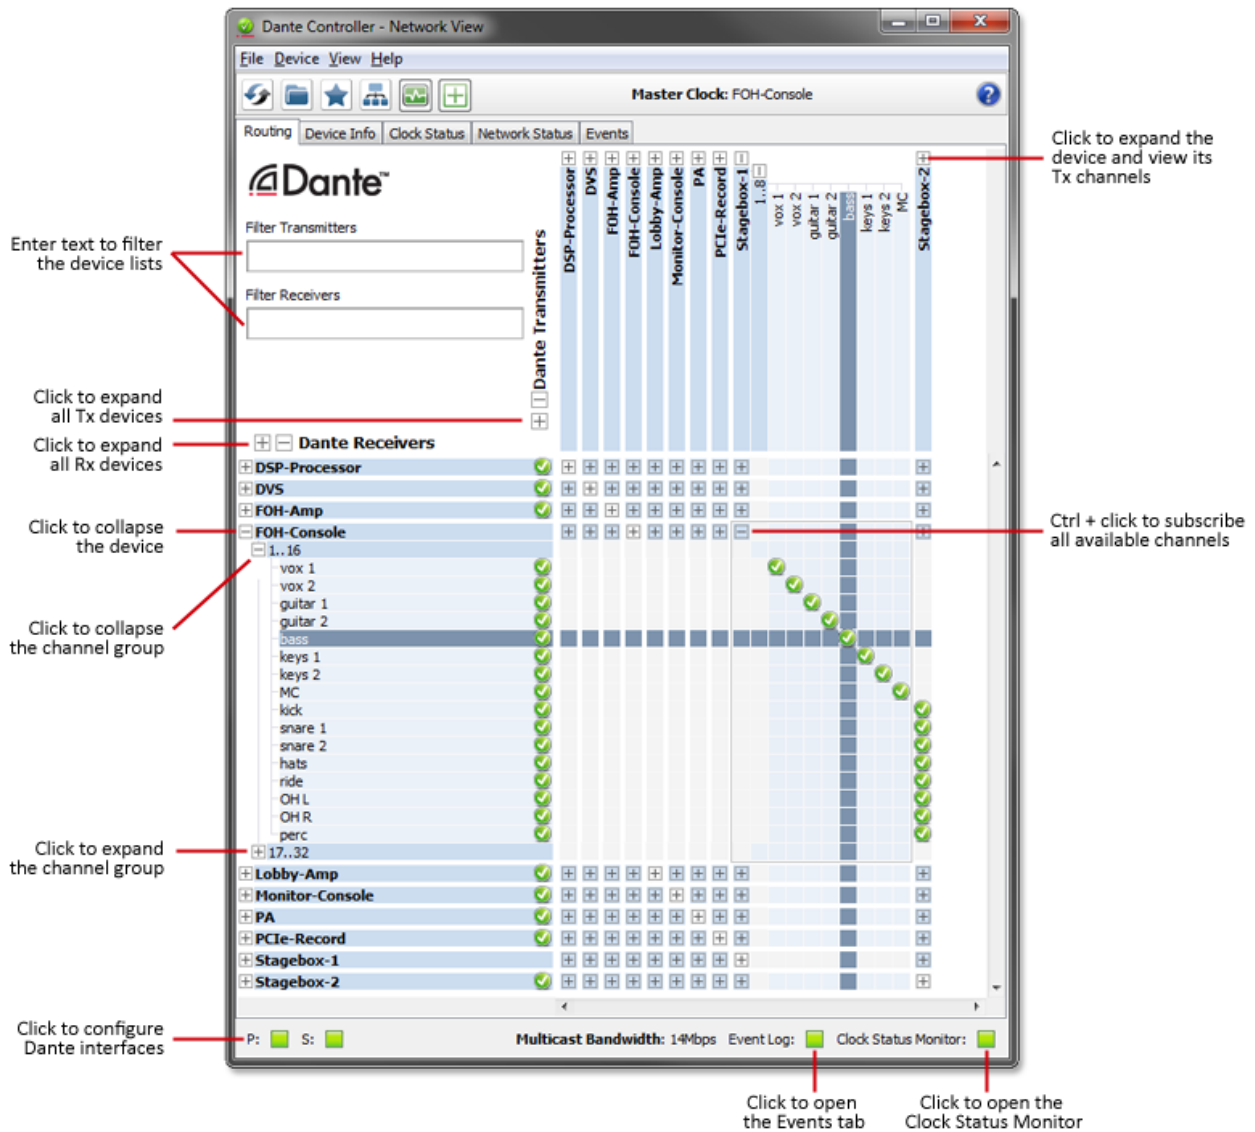 Dante Controller - Network View
File Device View Help
Master Clock: FOH-Console
Routing Device Info Clock Status Network Status Events
Dante™
Filter Transmitters
Filter Receivers
Dante Transmitters
DSP-Processor
DVS
FOH-Amp
FOH-Console
Lobby-Amp
Monitor-Console
PA
PCIe-Record
Stagebox-1
1..8
vox 1
vox 2
guitar 1
guitar 2
bass
keys 1
keys 2
MC
Stagebox-2
Click to expand the
device and view its
Tx channels
Enter text to filter
the device lists
Click to expand
all Tx devices
Click to expand
all Rx devices
Dante Receivers
DSP-Processor
DVS
FOH-Amp
FOH-Console
1..16
vox 1
vox 2
guitar 1
guitar 2
bass
keys 1
keys 2
MC
kick
snare 1
snare 2
hats
ride
OH L
OH R
perc
17..32
Lobby-Amp
Monitor-Console
PA
PCIe-Record
Stagebox-1
Stagebox-2
Click to collapse
the device
Ctrl + click to subscribe
all available channels
Click to collapse
the channel group
Click to expand
the channel group
Click to configure
Dante interfaces
P: S: Multicast Bandwidth: 14Mbps Event Log: Clock Status Monitor:
Click to open
the Events tab
Click to open the
Clock Status Monitor